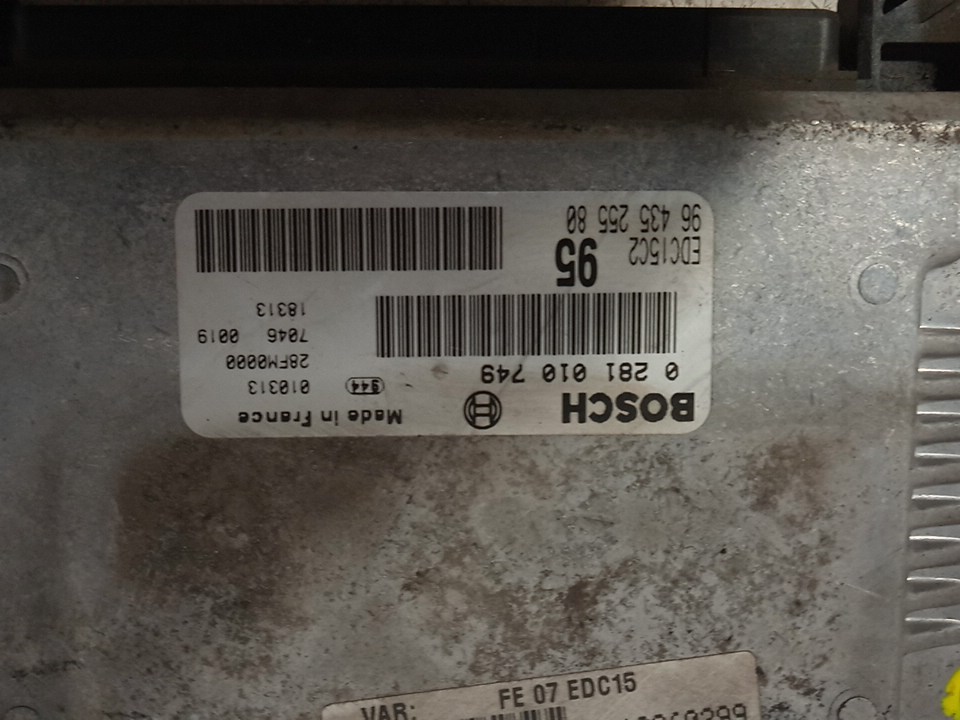 BOSCH Made in France
0 281 010 749 944 010313
28FM0000
7046 0019
18313
EDC15C2 95
96 435 255 80
FE 07 EDC15
VAR: